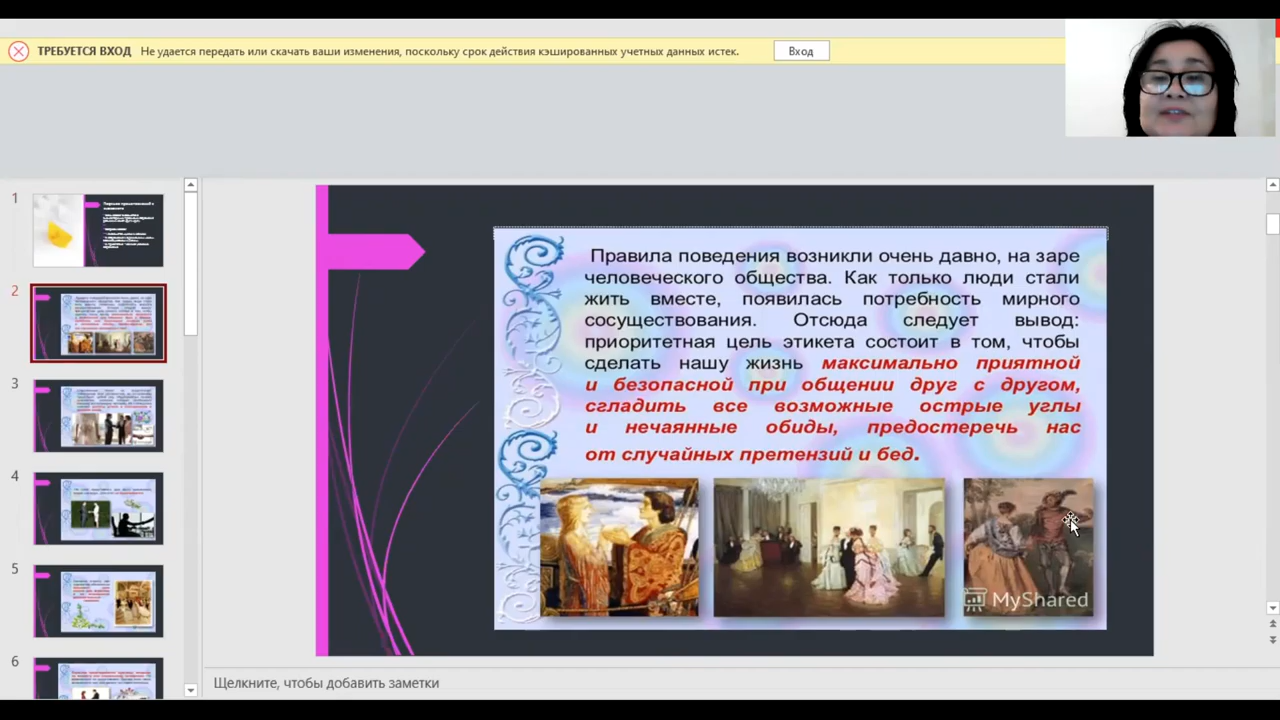 ТРЕБУЕТСЯ ВХОД Не удается передать или скачать ваши изменения, поскольку срок действия кэшированных учетных данных истек. Вход
1
2
3
4
5
6
Правила поведения возникли очень давно, на заре
человеческого общества. Как только люди стали
жить вместе, появилась потребность мирного
сосуществования. Отсюда следует вывод:
приоритетная цель этикета состоит в том, чтобы
сделать нашу жизнь максимально приятной
и безопасной при общении друг с другом,
сгладить все возможные острые углы
и нечаянные обиды, предостеречь нас
от случайных претензий и бед.
MyShared
Щелкните, чтобы добавить заметки